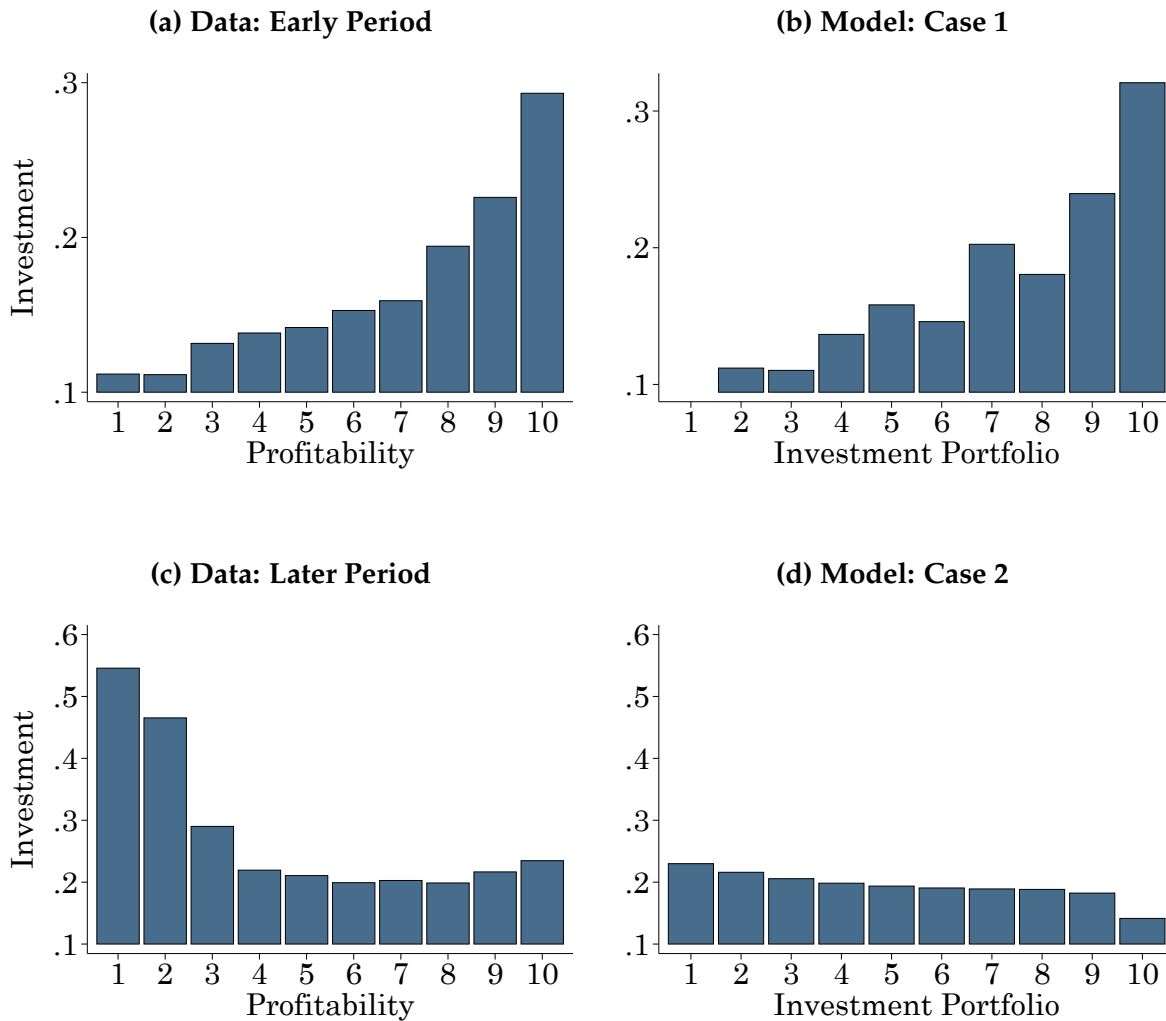 (a) Data: Early Period
.3
.2
.1
Investment
1 2 3 4 5 6 7 8 9 10
Profitability
(b) Model: Case 1
.3
.2
.1
1 2 3 4 5 6 7 8 9 10
Investment Portfolio
(c) Data: Later Period
.6
.5
.4
.3
.2
.1
Investment
1 2 3 4 5 6 7 8 9 10
Profitability
(d) Model: Case 2
.6
.5
.4
.3
.2
.1
1 2 3 4 5 6 7 8 9 10
Investment Portfolio